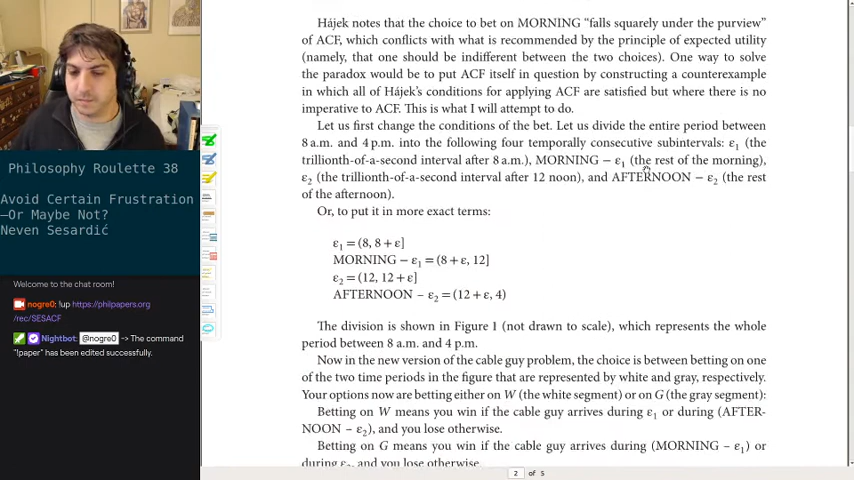 Hájek notes that the choice to bet on MORNING “falls squarely under the purview”
of ACF, which conflicts with what is recommended by the principle of expected utility
(namely, that one should be indifferent between the two choices). One way to solve
the paradox would be to put ACF itself in question by constructing a counterexample
in which all of Hájek’s conditions for applying ACF are satisfied but where there is no
imperative to ACF. This is what I will attempt to do.
Let us first change the conditions of the bet. Let us divide the entire period between
8 a.m. and 4 p.m. into the following four temporally consecutive subintervals: ε₁ (the
trillionth-of-a-second interval after 8 a.m.), MORNING – ε₁ (the rest of the morning),
ε₂ (the trillionth-of-a-second interval after 12 noon), and AFTERNOON – ε₂ (the rest
of the afternoon).
Or, to put it in more exact terms:
ε₁ = (8, 8 + ε]
MORNING – ε₁ = (8 + ε, 12]
ε₂ = (12, 12 + ε]
AFTERNOON – ε₂ = (12 + ε, 4)
The division is shown in Figure 1 (not drawn to scale), which represents the whole
period between 8 a.m. and 4 p.m.
Now in the new version of the cable guy problem, the choice is between betting on one
of the two time periods in the figure that are represented by white and gray, respectively.
Your options now are betting either on W (the white segment) or on G (the gray segment):
Betting on W means you win if the cable guy arrives during ε₁ or during (AFTER-
NOON – ε₂), and you lose otherwise.
Betting on G means you win if the cable guy arrives during (MORNING – ε₁) or
during ε₂, and you lose otherwise.
2 of 5
Philosophy Roulette 38
Avoid Certain Frustration
—Or Maybe Not?
Neven Sesardić
Welcome to the chat room!
nogre0: !up https://philpapers.org
/rec/SESACF
Nightbot: @nogre0 -> The command
"!paper" has been edited successfully.